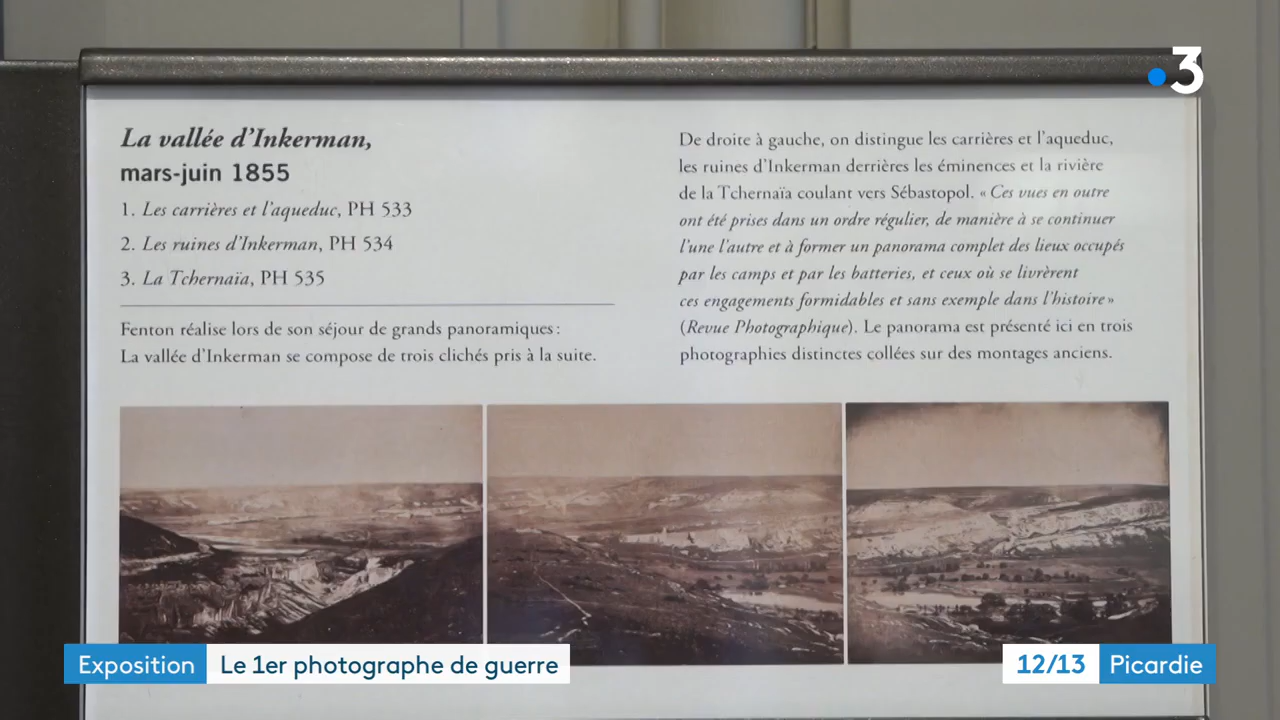 3
La vallée d'Inkerman,
mars-juin 1855
1. Les carrières et l'aqueduc, PH 533
2. Les ruines d'Inkerman, PH 534
3. La Tchernaïa, PH 535
Fenton réalise lors de son séjour de grands panoramiques :
La vallée d'Inkerman se compose de trois clichés pris à la suite.
De droite à gauche, on distingue les carrières et l'aqueduc,
les ruines d'Inkerman derrières les éminences et la rivière
de la Tchernaïa coulant vers Sébastopol. « Ces vues en outre
ont été prises dans un ordre régulier, de manière à se continuer
l'une l'autre et à former un panorama complet des lieux occupés
par les camps et par les batteries, et ceux où se livrèrent
ces engagements formidables et sans exemple dans l'histoire »
(Revue Photographique). Le panorama est présenté ici en trois
photographies distinctes collées sur des montages anciens.
Exposition Le 1er photographe de guerre
12/13 Picardie